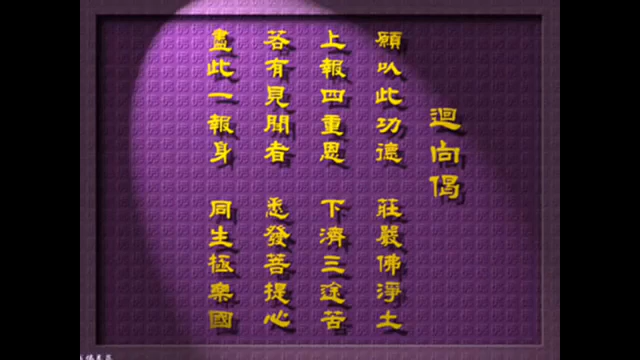 迴向偈
願以此功德 莊嚴佛淨土
上報四重恩 下濟三途苦
若有見聞者 悉發菩提心
盡此一報身 同生極樂國